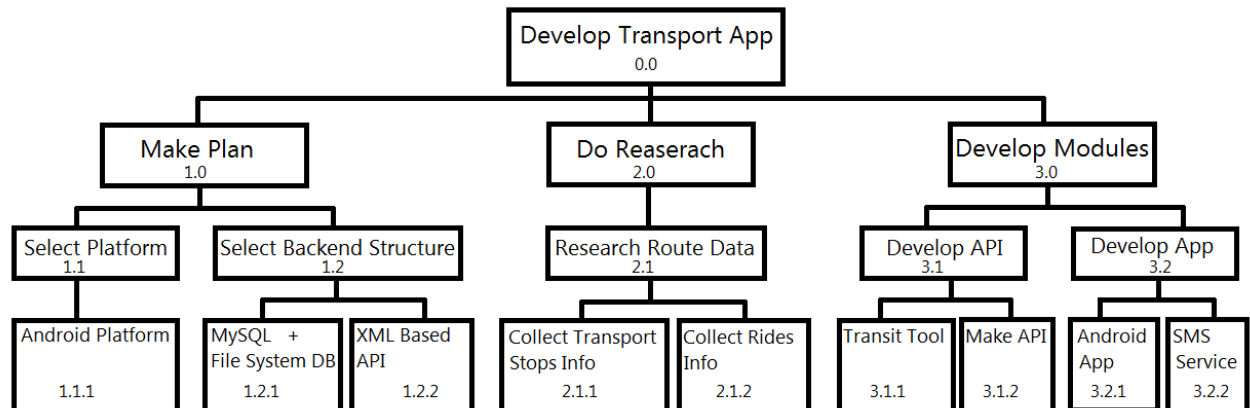 Develop Transport App
0.0
Make Plan
1.0
Do Reaserach
2.0
Develop Modules
3.0
Select Platform
1.1
Select Backend Structure
1.2
Research Route Data
2.1
Develop API
3.1
Develop App
3.2
Android Platform
1.1.1
MySQL +
File System DB
1.2.1
XML Based
API
1.2.2
Collect Transport
Stops Info
2.1.1
Collect Rides
Info
2.1.2
Transit Tool
3.1.1
Make API
3.1.2
Android
App
3.2.1
SMS
Service
3.2.2